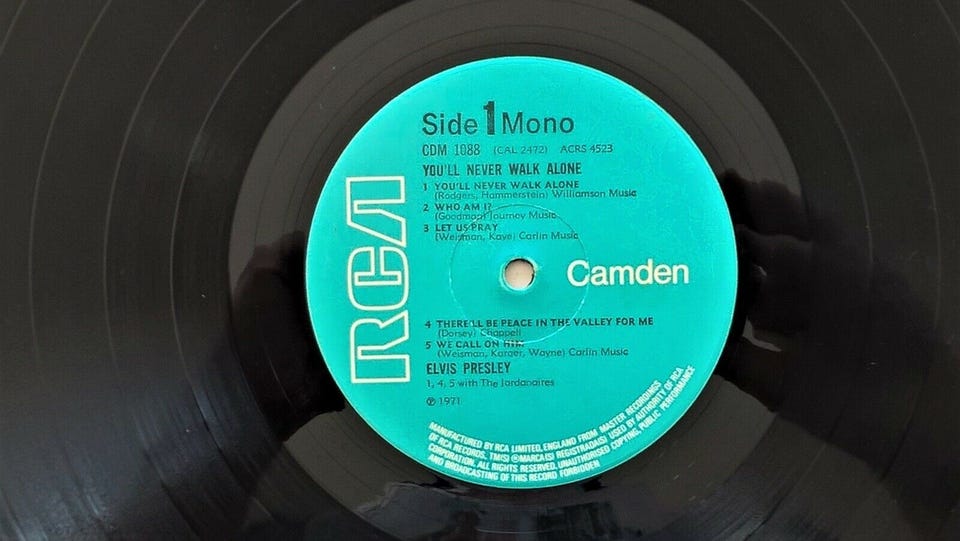 Side 1 Mono
CDM 1088 (CAL 2472) ACRS 4523
YOU'LL NEVER WALK ALONE
1 YOU'LL NEVER WALK ALONE
(Rodgers, Hammerstein) Williamson Music
2 WHO AM I?
(Goodman) Journey Music
3 LET US PRAY
(Weisman, Kaye) Carlin Music
RCA
Camden
4 THERE'LL BE PEACE IN THE VALLEY FOR ME
(Dorsey) Chappell
5 WE CALL ON HIM
(Weisman, Karger, Wayne) Carlin Music
ELVIS PRESLEY
1, 4, 5 with The Jordanaires
℗ 1971
MANUFACTURED BY RCA LIMITED, ENGLAND FROM MASTER RECORDINGS
OF RCA RECORDS. TM(S) ® MARCA(S) REGISTRADA(S) USED BY AUTHORITY OF RCA
CORPORATION. ALL RIGHTS RESERVED. UNAUTHORISED COPYING, PUBLIC PERFORMANCE
AND BROADCASTING OF THIS RECORD FORBIDDEN